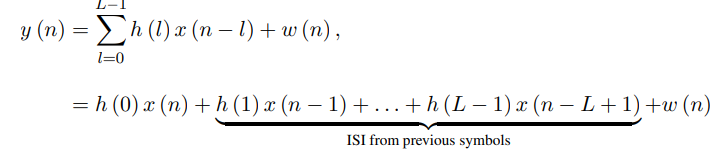 y (n) = ∑_{l=0}^{L−1} h (l) x (n − l) + w (n) ,
= h (0) x (n) + h (1) x (n − 1) + . . . + h (L − 1) x (n − L + 1) +w (n)
ISI from previous symbols